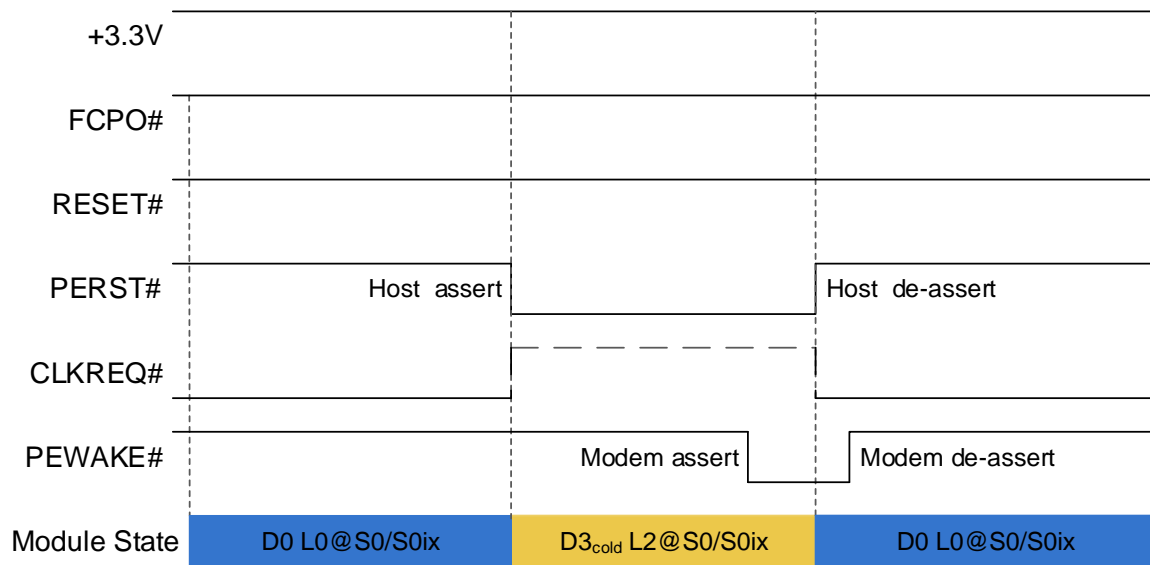 +3.3V
FCPO#
RESET#
PERST# Host assert Host de-assert
CLKREQ#
PEWAKE# Modem assert Modem de-assert
Module State D0 L0@S0/S0ix D3cold L2@S0/S0ix D0 L0@S0/S0ix